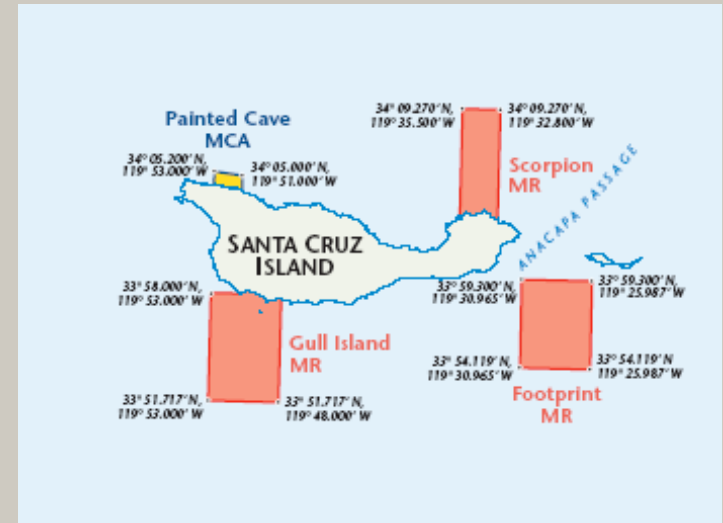 Painted Cave
MCA
34° 05.200' N,
119° 53.000' W
34° 05.000' N,
119° 51.000' W
34° 09.270' N,
119° 35.500' W
34° 09.270' N,
119° 32.800' W
Scorpion
MR
ANACAPA PASSAGE
SANTA CRUZ
ISLAND
33° 58.000' N,
119° 53.000' W
Gull Island
MR
33° 51.717' N,
119° 53.000' W
33° 51.717' N,
119° 48.000' W
33° 59.300' N,
119° 30.965' W
33° 59.300' N,
119° 25.987' W
33° 54.119' N,
119° 30.965' W
33° 54.119' N
119° 25.987' W
Footprint
MR